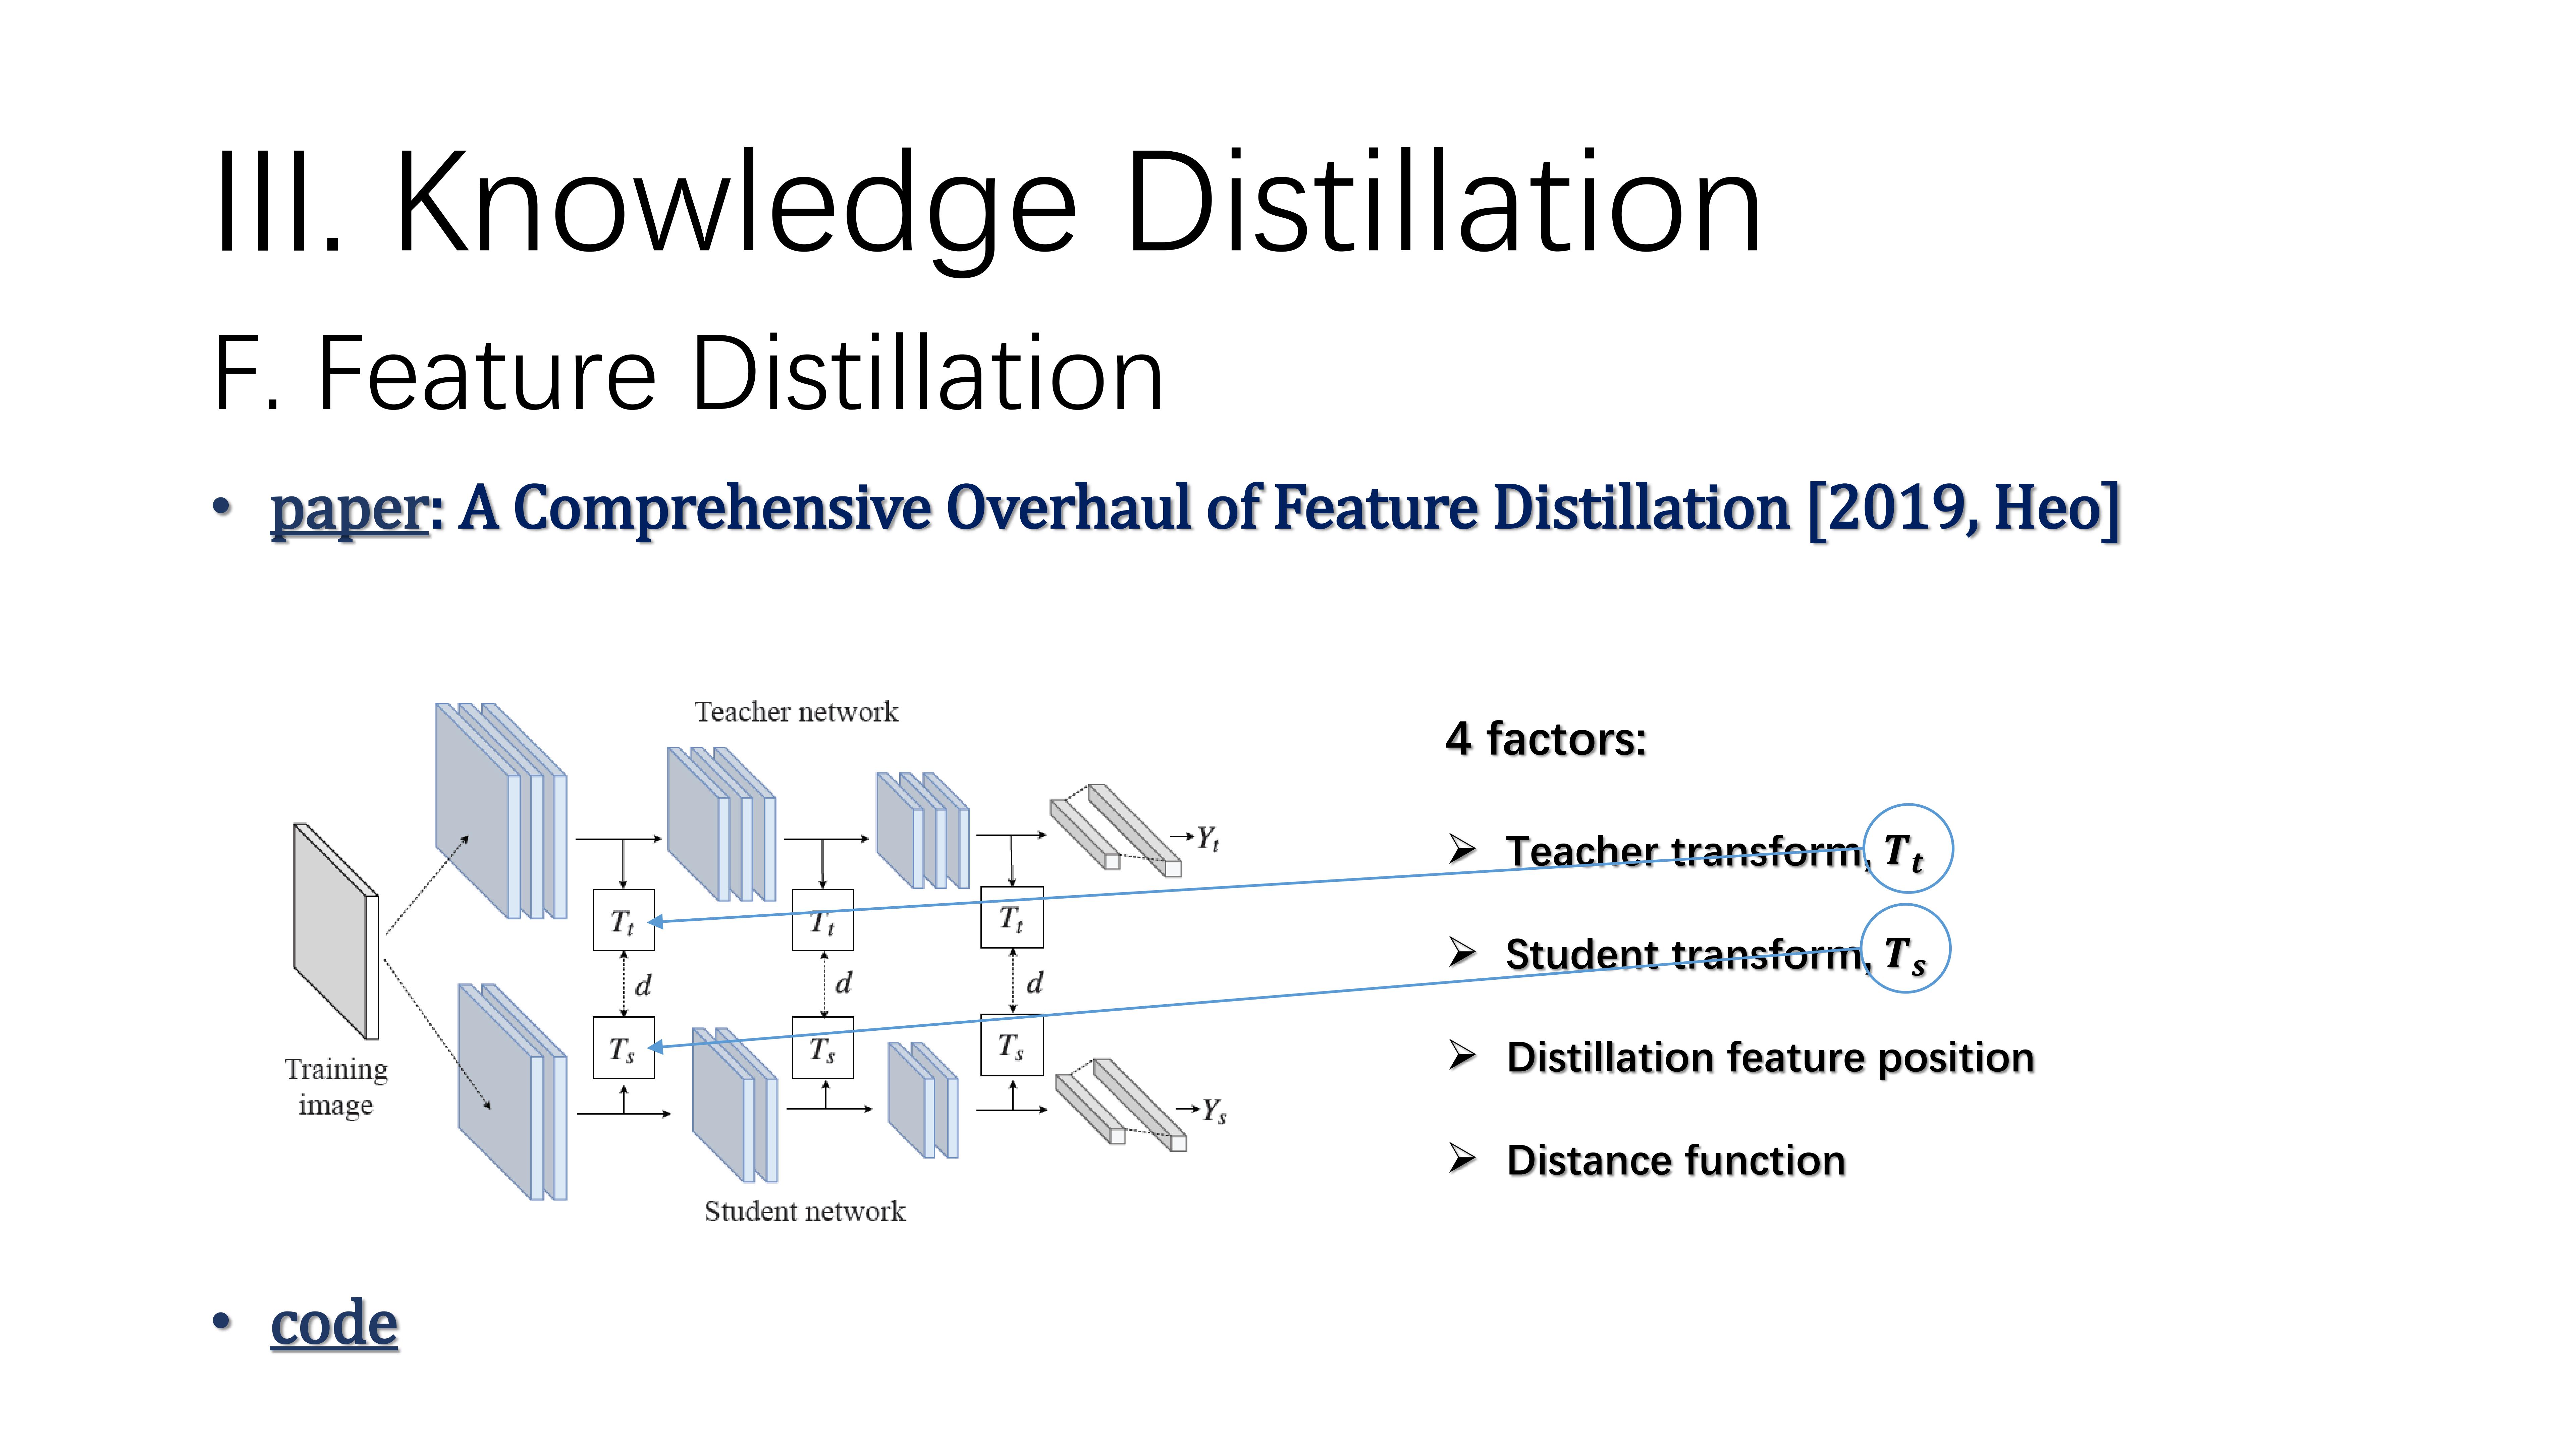 III. Knowledge Distillation
F. Feature Distillation
• paper: A Comprehensive Overhaul of Feature Distillation [2019, Heo]
Teacher network
Training
image
T_t
T_t
T_t
Y_t
d
d
d
T_s
T_s
T_s
Y_s
Student network
4 factors:
➢ Teacher transform, T_t
➢ Student transform, T_s
➢ Distillation feature position
➢ Distance function
• code